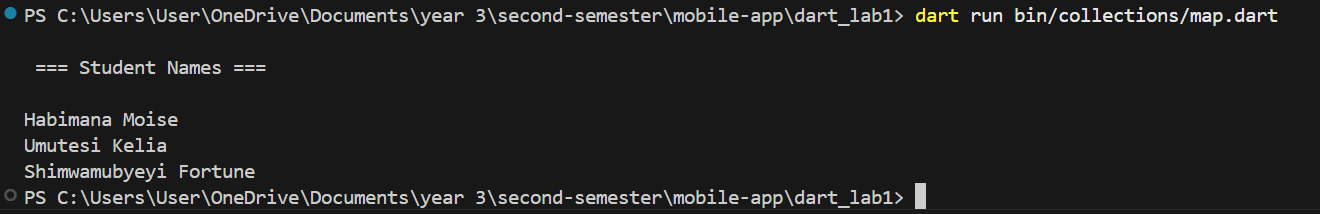 PS C:\Users\User\OneDrive\Documents\year 3\second-semester\mobile-app\dart_lab1> dart run bin/collections/map.dart
=== Student Names ===
Habimana Moise
Umutesi Kelia
Shimwamubyeyi Fortune
PS C:\Users\User\OneDrive\Documents\year 3\second-semester\mobile-app\dart_lab1>